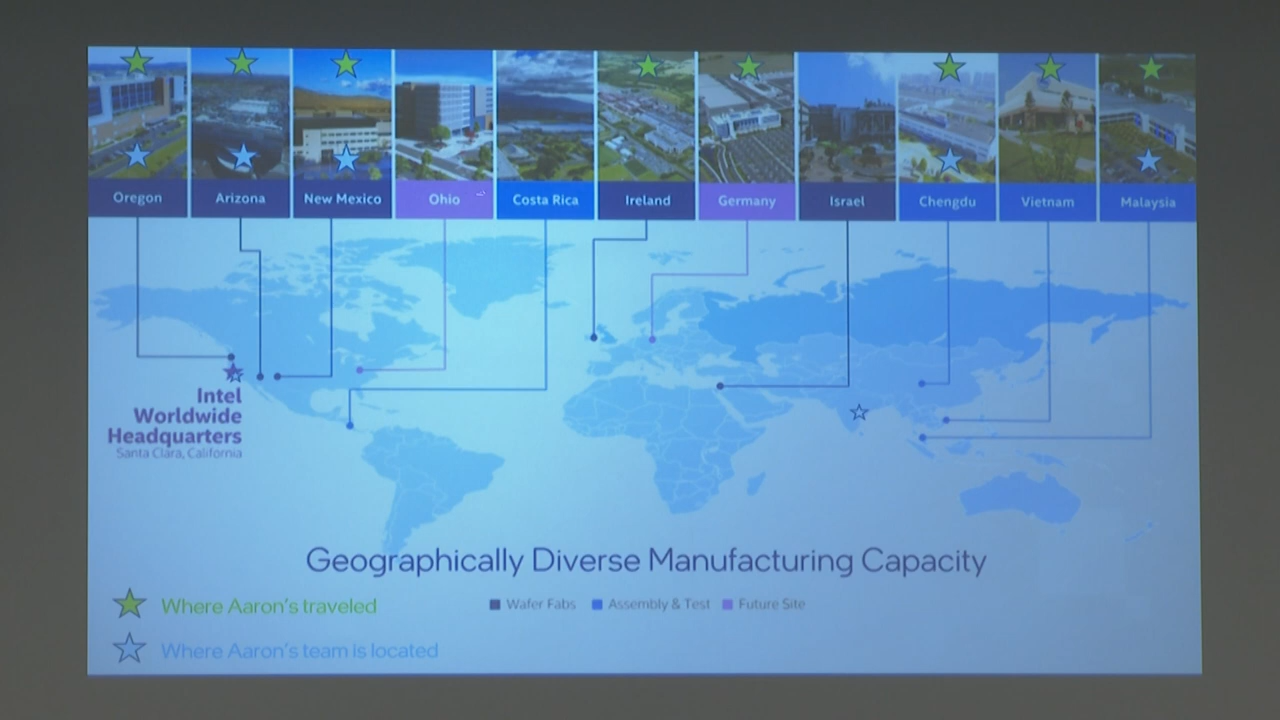 Oregon
Arizona
New Mexico
Ohio
Costa Rica
Ireland
Germany
Israel
Chengdu
Vietnam
Malaysia
Intel
Worldwide
Headquarters
Santa Clara, California
Geographically Diverse Manufacturing Capacity
Where Aaron's traveled
Wafer Fabs
Assembly & Test
Future Site
Where Aaron's team is located